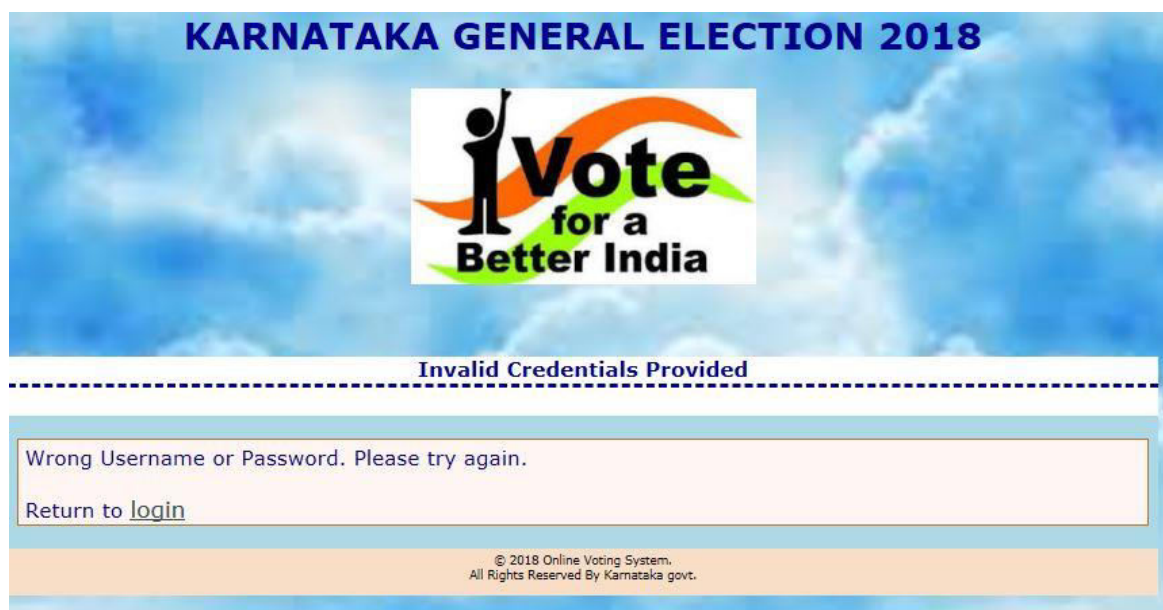 KARNATAKA GENERAL ELECTION 2018
Vote
for a
Better India
Invalid Credentials Provided
Wrong Username or Password. Please try again.
Return to login
© 2018 Online Voting System.
All Rights Reserved By Karnataka govt.